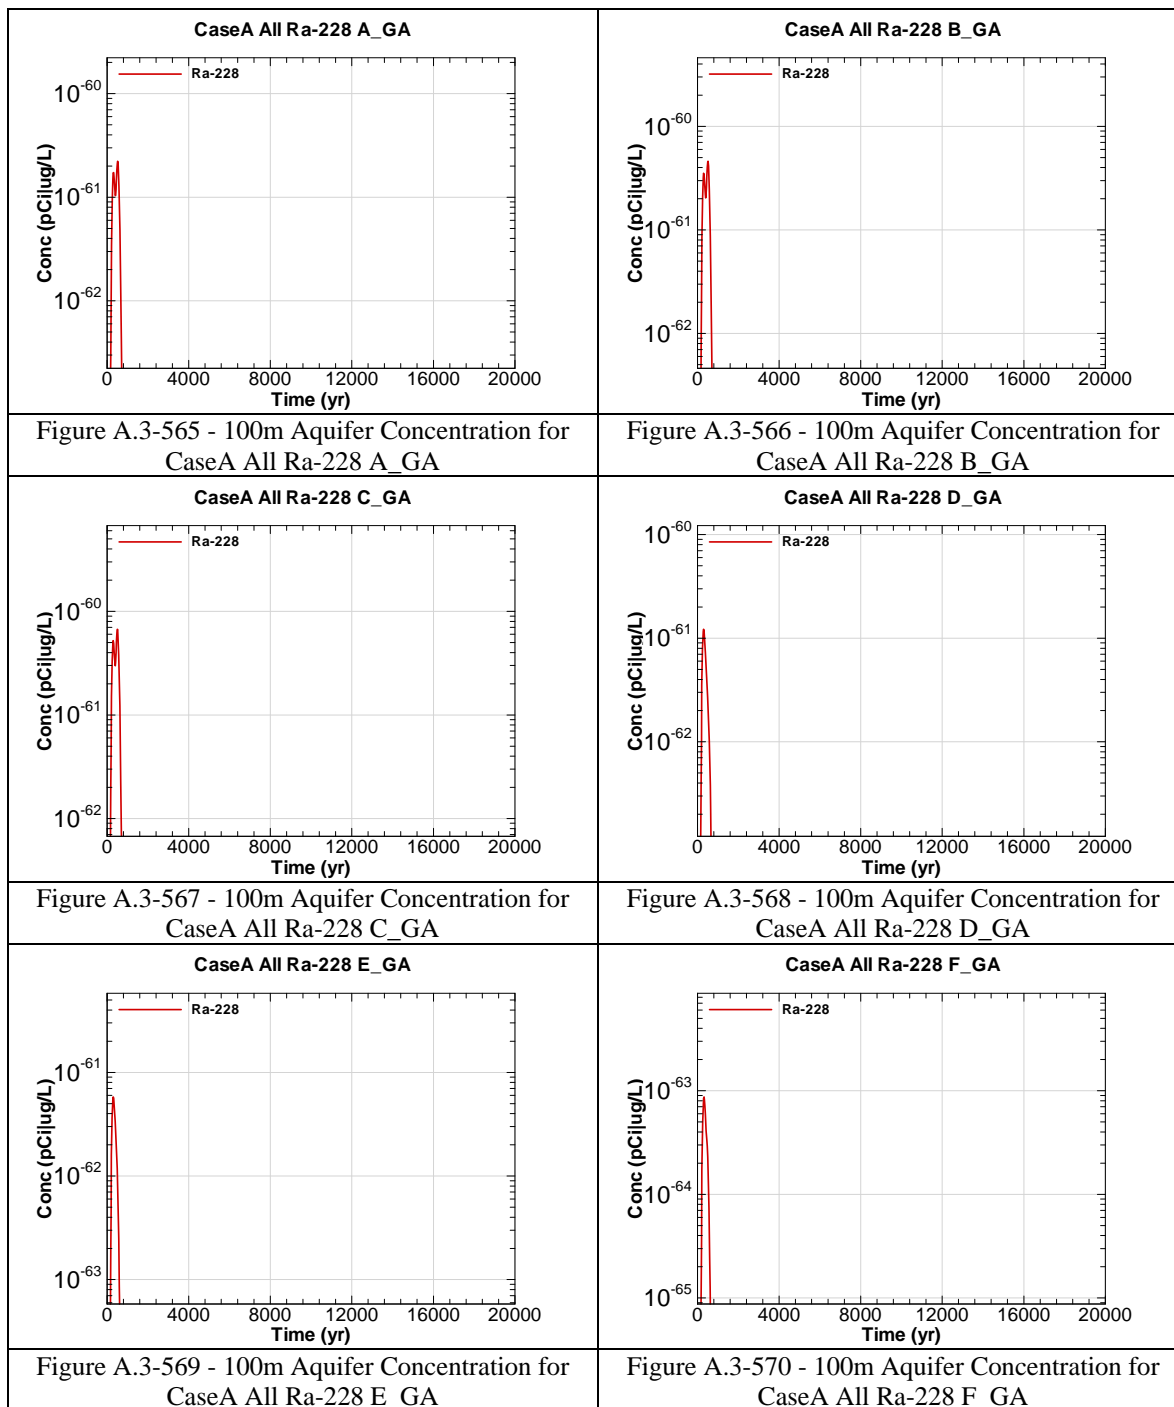 CaseA All Ra-228 A_GA
Ra-228
10-60
10-61
10-62
Conc (pCi|ug/L)
0 4000 8000 12000 16000 20000
Time (yr)
Figure A.3-565 - 100m Aquifer Concentration for
CaseA All Ra-228 A_GA
CaseA All Ra-228 B_GA
Ra-228
10-60
10-61
10-62
Conc (pCi|ug/L)
0 4000 8000 12000 16000 20000
Time (yr)
Figure A.3-566 - 100m Aquifer Concentration for
CaseA All Ra-228 B_GA
CaseA All Ra-228 C_GA
Ra-228
10-60
10-61
10-62
Conc (pCi|ug/L)
0 4000 8000 12000 16000 20000
Time (yr)
Figure A.3-567 - 100m Aquifer Concentration for
CaseA All Ra-228 C_GA
CaseA All Ra-228 D_GA
Ra-228
10-60
10-61
10-62
Conc (pCi|ug/L)
0 4000 8000 12000 16000 20000
Time (yr)
Figure A.3-568 - 100m Aquifer Concentration for
CaseA All Ra-228 D_GA
CaseA All Ra-228 E_GA
Ra-228
10-61
10-62
10-63
Conc (pCi|ug/L)
0 4000 8000 12000 16000 20000
Time (yr)
Figure A.3-569 - 100m Aquifer Concentration for
CaseA All Ra-228 E_GA
CaseA All Ra-228 F_GA
Ra-228
10-63
10-64
10-65
Conc (pCi|ug/L)
0 4000 8000 12000 16000 20000
Time (yr)
Figure A.3-570 - 100m Aquifer Concentration for
CaseA All Ra-228 F_GA